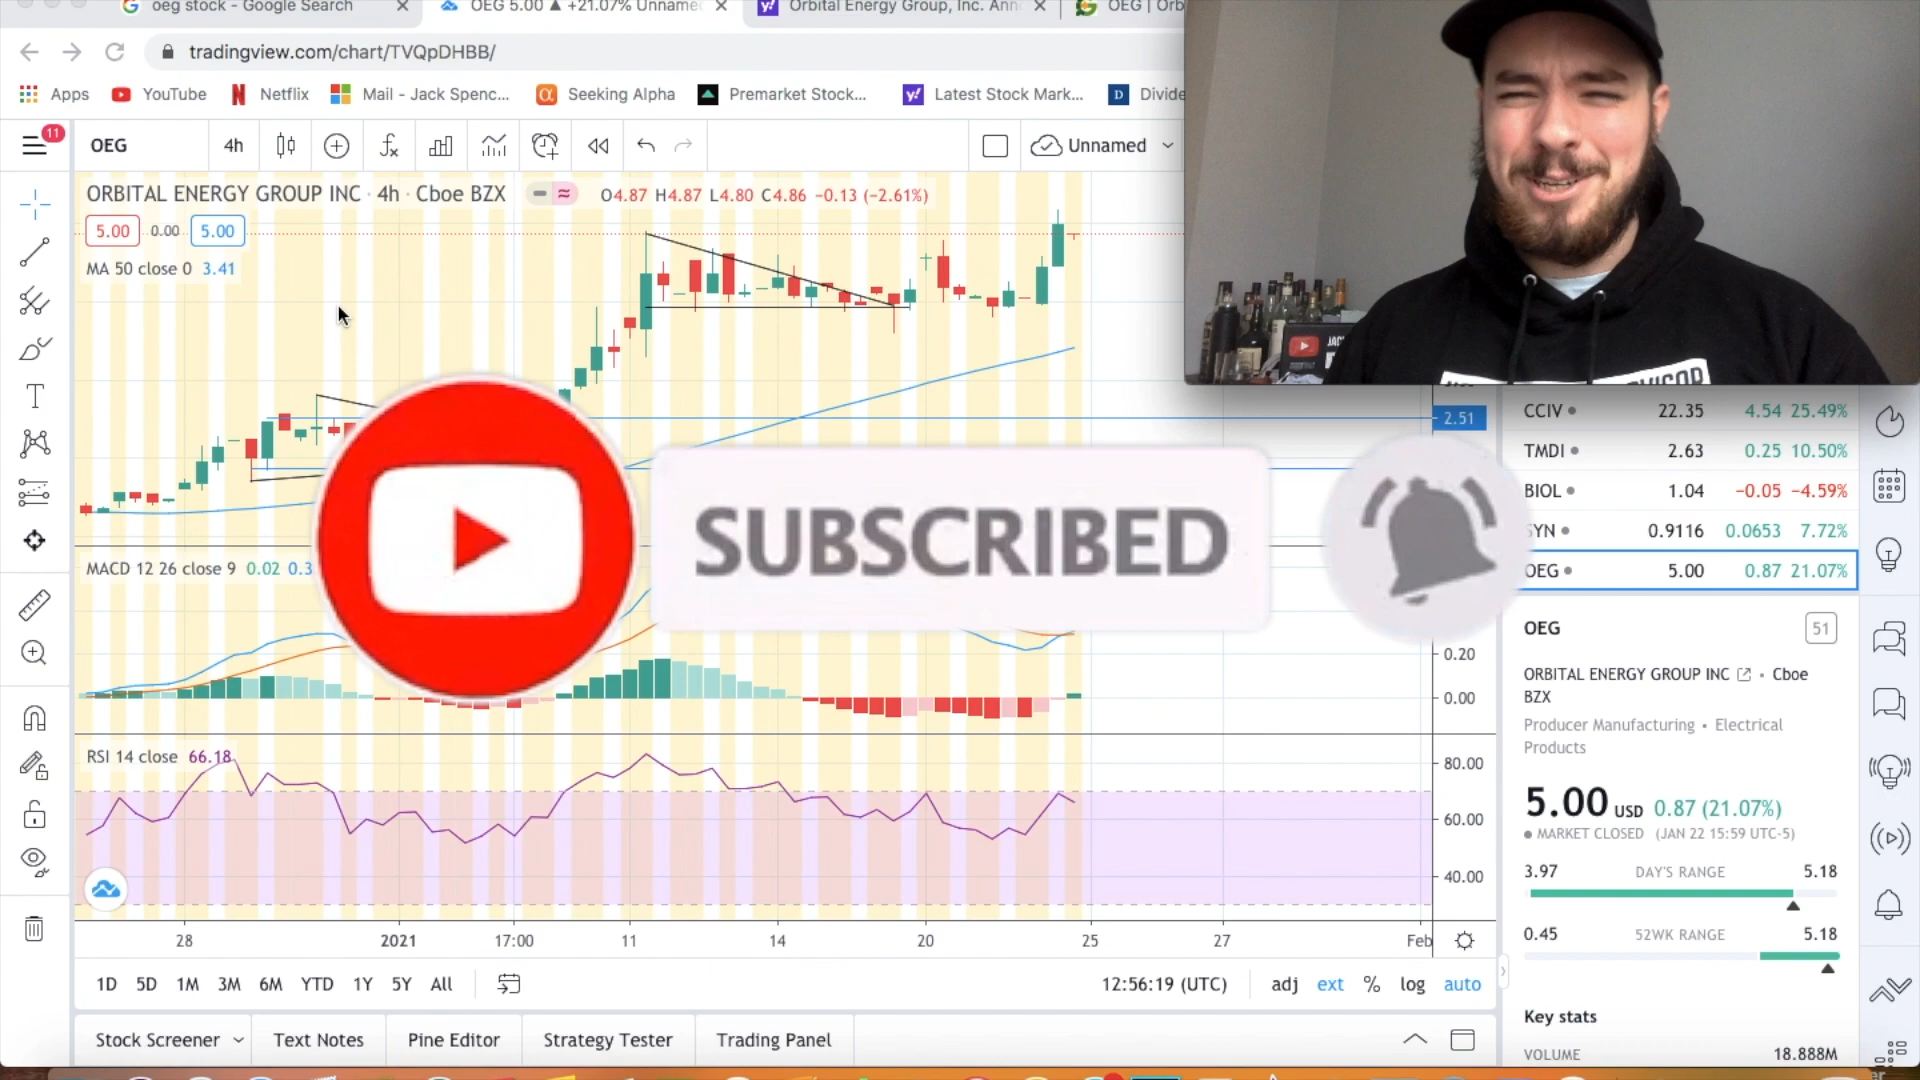 oeg stock - Google Search
OEG 5.00 ▲ +21.07% Unname
Orbital Energy Group, Inc. Ann
OEG | Orb
tradingview.com/chart/TVQpDHBB/
Apps YouTube Netflix Mail - Jack Spenc... Seeking Alpha Premarket Stock... Latest Stock Mark... Divide
11
OEG 4h Unnamed
ORBITAL ENERGY GROUP INC · 4h · Cboe BZX O4.87 H4.87 L4.80 C4.86 −0.13 (−2.61%)
5.00 0.00 5.00
MA 50 close 0 3.41
JAC
2.51
CCIV 22.35 4.54 25.49%
TMDI 2.63 0.25 10.50%
BIOL 1.04 −0.05 −4.59%
SYN 0.9116 0.0653 7.72%
OEG 5.00 0.87 21.07%
SUBSCRIBED
MACD 12 26 close 9 0.02 0.3
0.20
0.00
RSI 14 close 66.18
80.00
60.00
40.00
28 2021 17:00 11 14 20 25 27 Feb
1D 5D 1M 3M 6M YTD 1Y 5Y All
12:56:19 (UTC) adj ext % log auto
Stock Screener Text Notes Pine Editor Strategy Tester Trading Panel
OEG 51
ORBITAL ENERGY GROUP INC · Cboe
BZX
Producer Manufacturing • Electrical
Products
5.00 USD 0.87 (21.07%)
MARKET CLOSED (JAN 22 15:59 UTC-5)
3.97 DAY'S RANGE 5.18
0.45 52WK RANGE 5.18
Key stats
VOLUME 18.888M